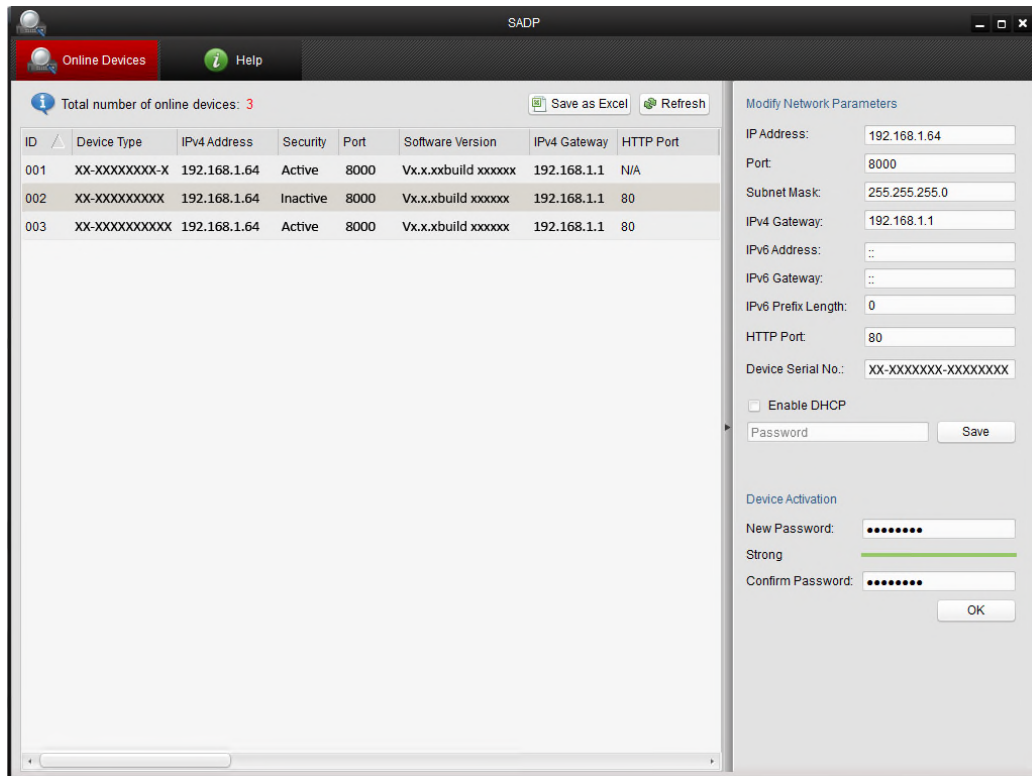 SADP
Online Devices Help
Total number of online devices: 3 Save as Excel Refresh
ID Device Type IPv4 Address Security Port Software Version IPv4 Gateway HTTP Port
001 XX-XXXXXXXX-X 192.168.1.64 Active 8000 Vx.x.xxbuild xxxxxx 192.168.1.1 N/A
002 XX-XXXXXXXXX 192.168.1.64 Inactive 8000 Vx.x.xbuild xxxxxx 192.168.1.1 80
003 XX-XXXXXXXXXX 192.168.1.64 Active 8000 Vx.x.xbuild xxxxxx 192.168.1.1 80
Modify Network Parameters
IP Address: 192.168.1.64
Port: 8000
Subnet Mask: 255.255.255.0
IPv4 Gateway: 192.168.1.1
IPv6 Address: ::
IPv6 Gateway: ::
IPv6 Prefix Length: 0
HTTP Port: 80
Device Serial No.: XX-XXXXXXX-XXXXXXXX
Enable DHCP
Password Save
Device Activation
New Password: ••••••••
Strong
Confirm Password: ••••••••
OK